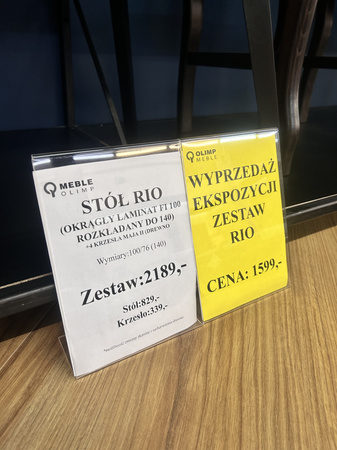 MEBLE
OLIMP
STÓŁ RIO
(OKRĄGŁY LAMINAT FI 100
ROZKŁADANY DO 140)
+4 KRZESŁA MAJA II (DREWNO
Wymiary:100/76 (140)
Zestaw:2189,-
Stół:829,-
Krzesło:339,-
OLIMP
MEBLE
WYPRZEDAŻ
EKSPOZYCJI
ZESTAW
RIO
CENA: 1599,-